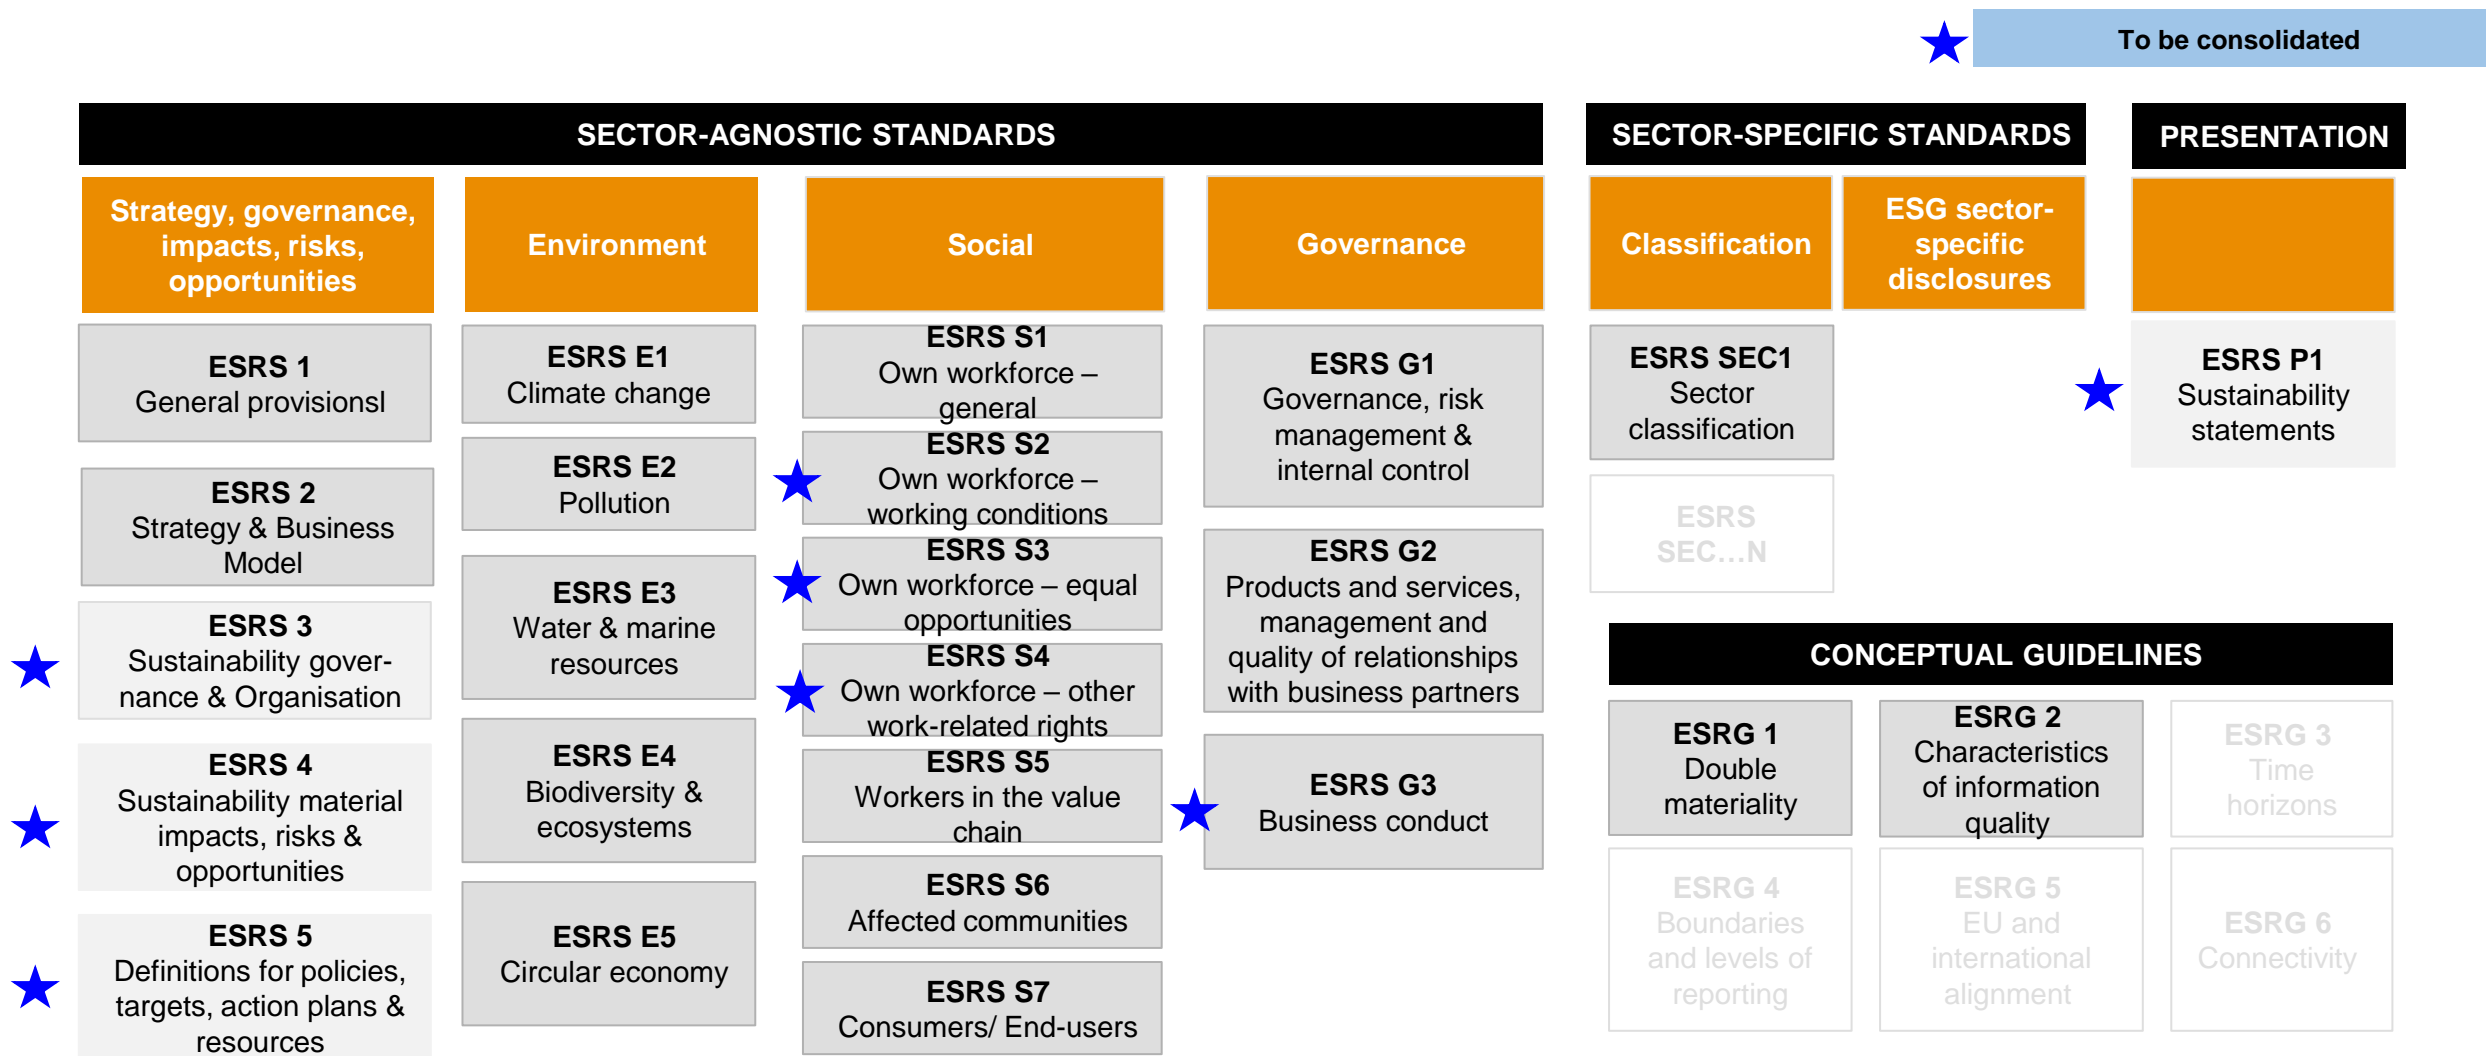 To be consolidated
SECTOR-AGNOSTIC STANDARDS
SECTOR-SPECIFIC STANDARDS
PRESENTATION
Strategy, governance,
impacts, risks,
opportunities
Environment
Social
Governance
Classification
ESG sector-
specific
disclosures
ESRS 1
General provisionsl
ESRS 2
Strategy & Business
Model
ESRS 3
Sustainability gover-
nance & Organisation
ESRS 4
Sustainability material
impacts, risks &
opportunities
ESRS 5
Definitions for policies,
targets, action plans &
resources
ESRS E1
Climate change
ESRS E2
Pollution
ESRS E3
Water & marine
resources
ESRS E4
Biodiversity &
ecosystems
ESRS E5
Circular economy
ESRS S1
Own workforce –
general
ESRS S2
Own workforce –
working conditions
ESRS S3
Own workforce – equal
opportunities
ESRS S4
Own workforce – other
work-related rights
ESRS S5
Workers in the value
chain
ESRS S6
Affected communities
ESRS S7
Consumers/ End-users
ESRS G1
Governance, risk
management &
internal control
ESRS G2
Products and services,
management and
quality of relationships
with business partners
ESRS G3
Business conduct
ESRS SEC1
Sector
classification
ESRS
SEC...N
ESRS P1
Sustainability
statements
CONCEPTUAL GUIDELINES
ESRG 1
Double
materiality
ESRG 2
Characteristics
of information
quality
ESRG 3
Time
horizons
ESRG 4
Boundaries
and levels of
reporting
ESRG 5
EU and
international
alignment
ESRG 6
Connectivity